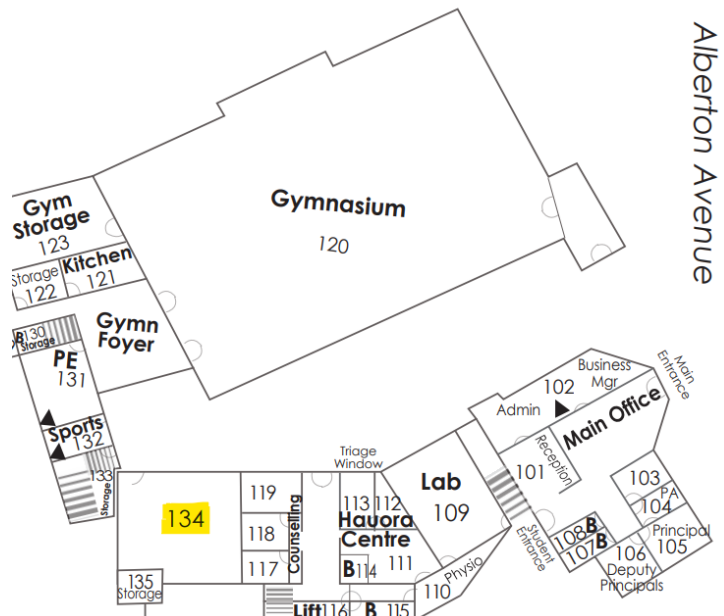 Alberton Avenue
Gymnasium
120
Gym
Storage
123
Storage
122
Kitchen
121
Gymn
Foyer
B
130
Storage
PE
131
Sports
132
133
Storage
134
135
Storage
119
118
117
Counselling
Triage
Window
113
112
Hauora
Centre
B
114
111
Lab
109
110
Physio
Lift
116
B
115
Business
Mgr
102
Admin
Main
Entrance
Main Office
Reception
101
Student
Entrance
103
PA
104
Principal
105
108
B
107
B
106
Deputy
Principals